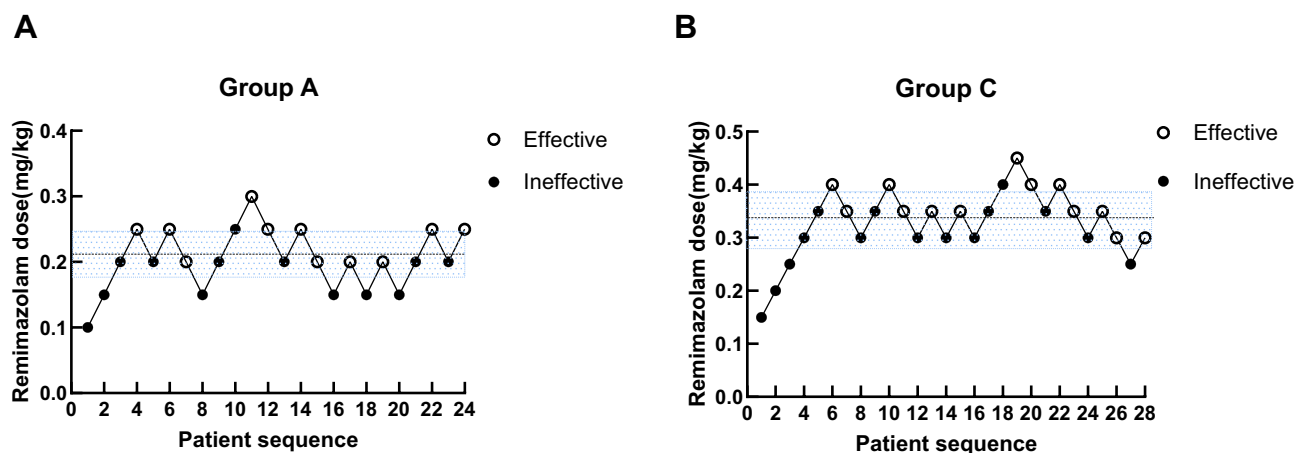 A
Group A
Remimazolam dose(mg/kg)
0.4
0.3
0.2
0.1
0.0
0 2 4 6 8 10 12 14 16 18 20 22 24
Patient sequence
Effective
Ineffective
B
Group C
Remimazolam dose(mg/kg)
0.5
0.4
0.3
0.2
0.1
0.0
0 2 4 6 8 10 12 14 16 18 20 22 24 26 28
Patient sequence
Effective
Ineffective